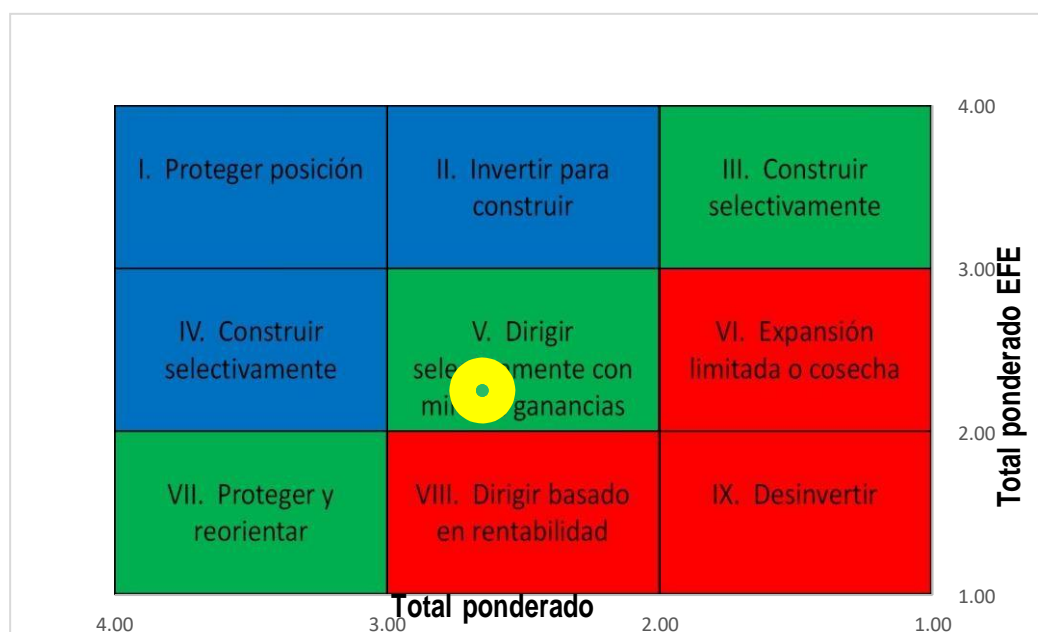 4.00
I. Proteger posición
II. Invertir para
construir
III. Construir
selectivamente
3.00
Total ponderado EFE
IV. Construir
selectivamente
V. Dirigir
con
ganancias
VI. Expansión
limitada o cosecha
2.00
VII. Proteger y
reorientar
VIII. Dirigir basado
en rentabilidad
IX. Desinvertir
Total ponderado
4.00
3.00
2.00
1.00
1.00